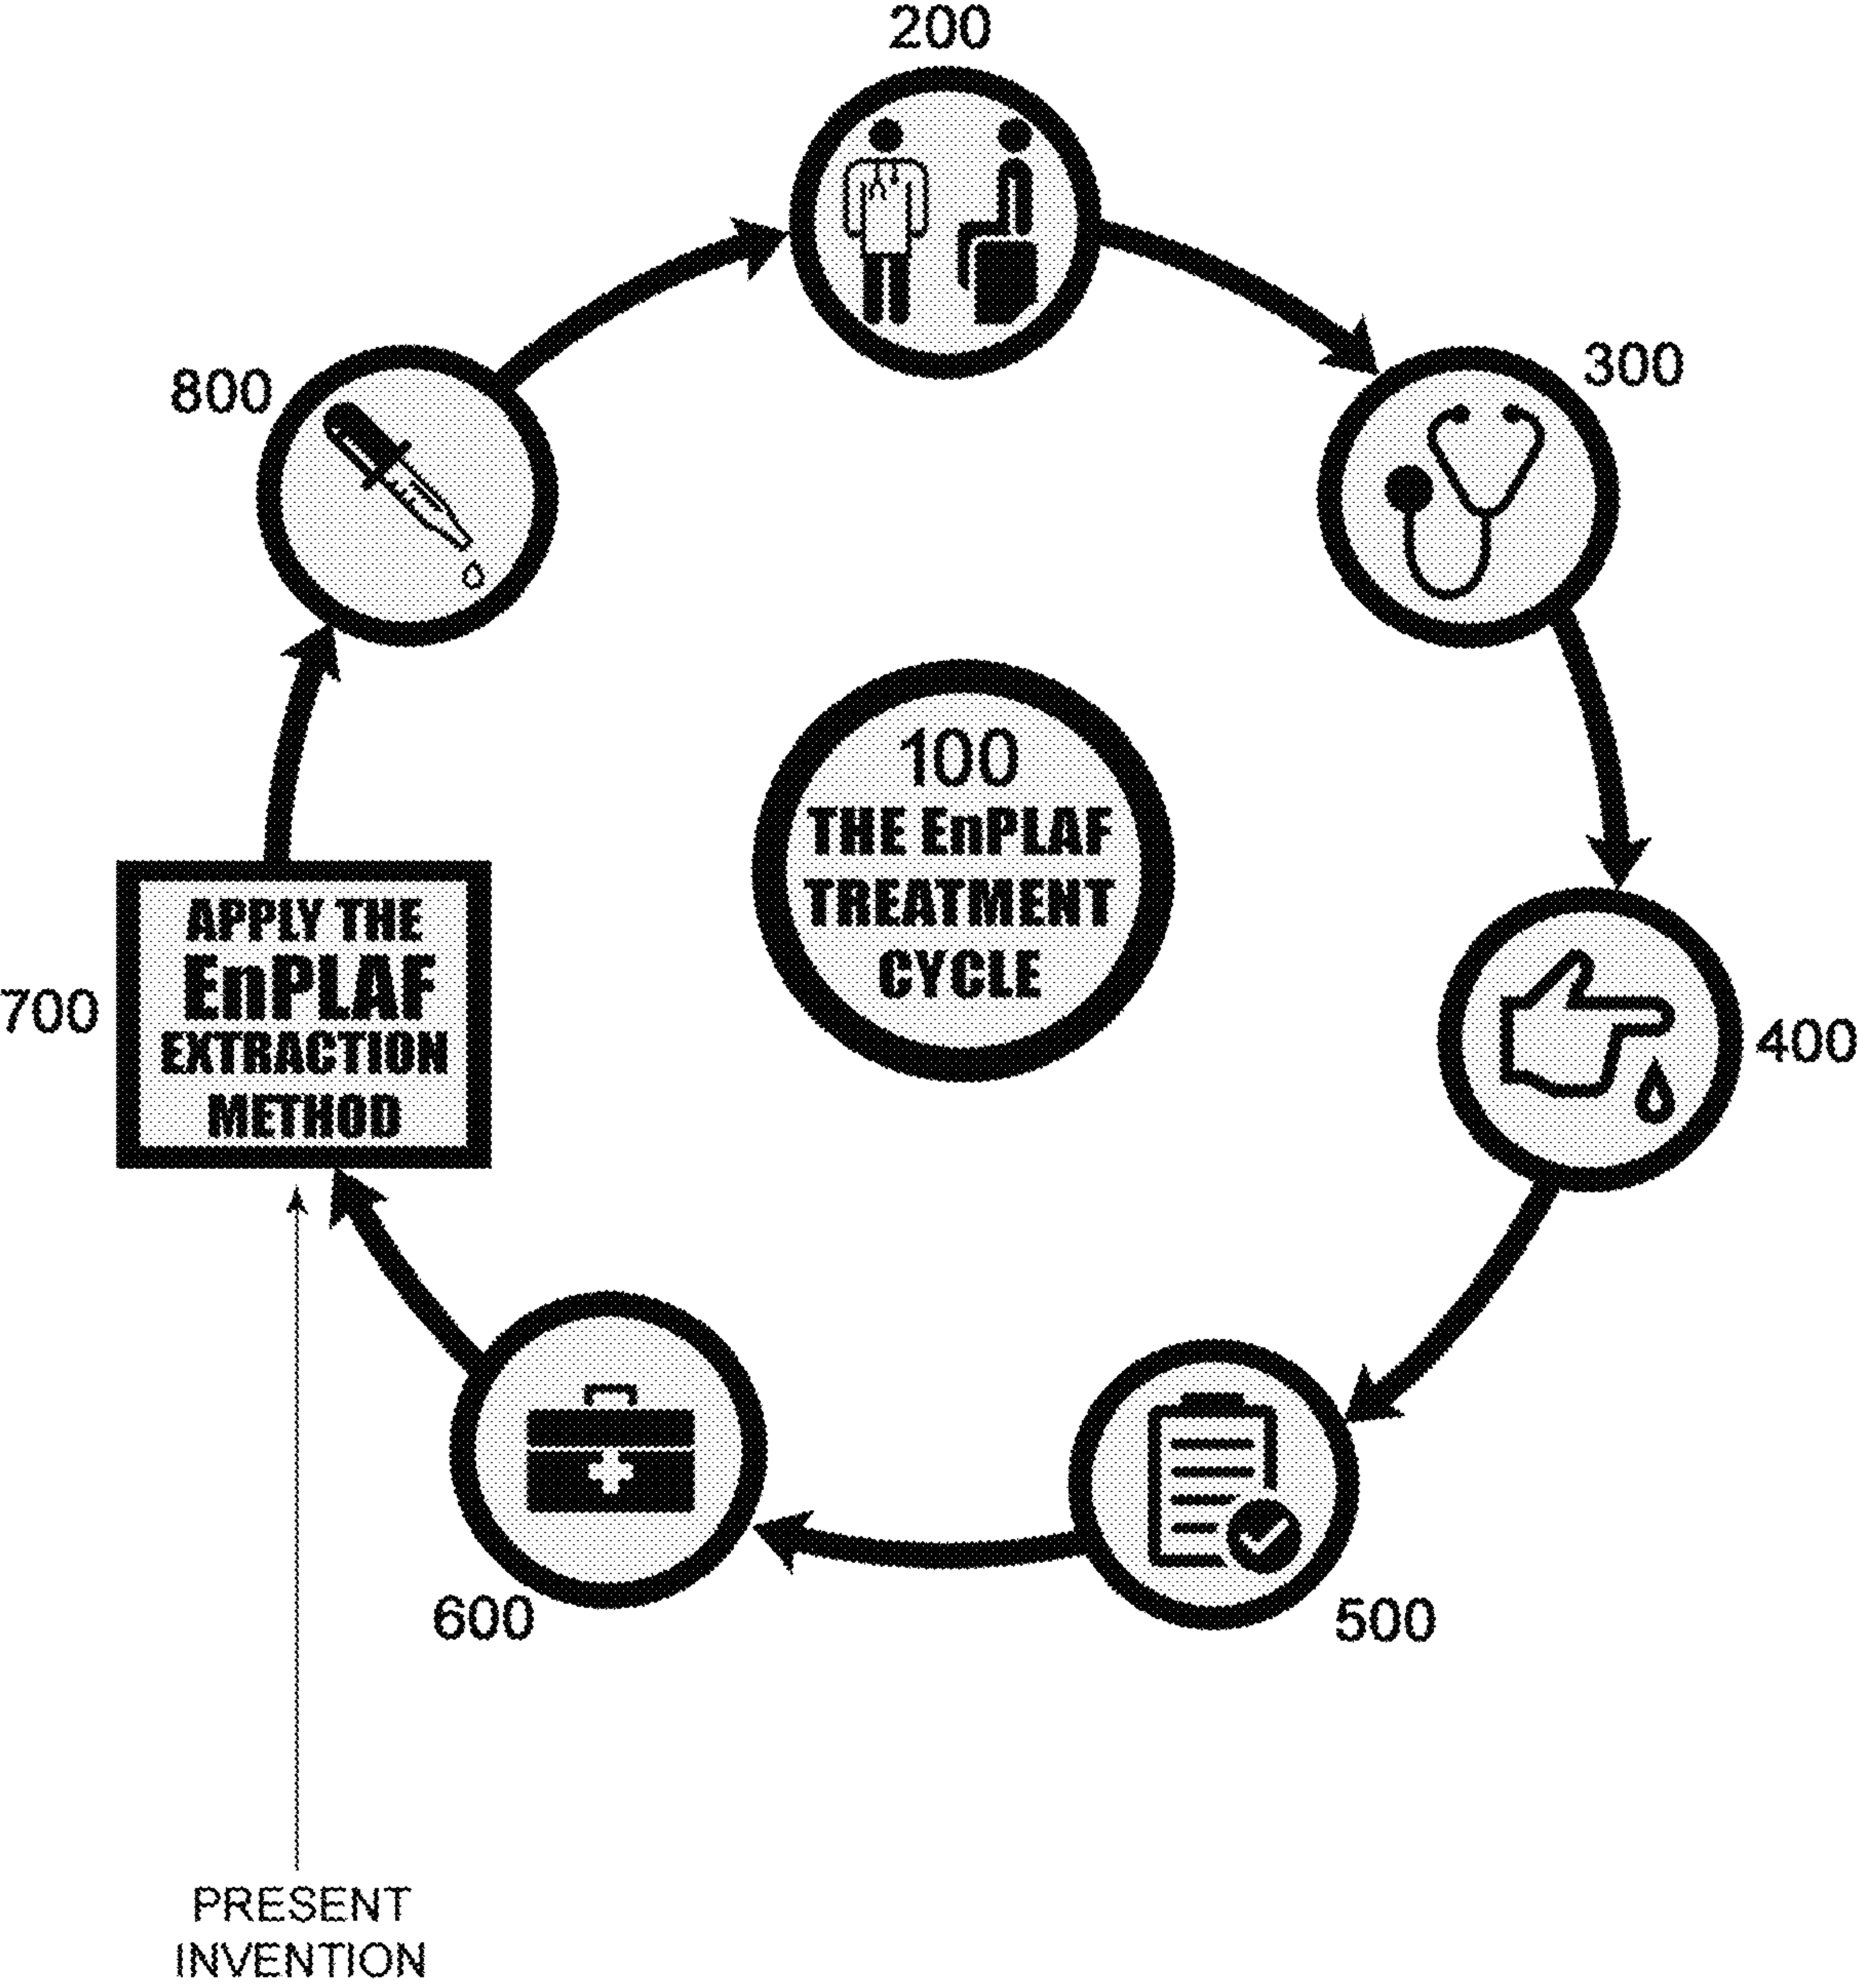 200
300
800
100
THE EnPLAF
TREATMENT
CYCLE
APPLY THE
EnPLAF
EXTRACTION
METHOD
700
400
600
500
PRESENT
INVENTION